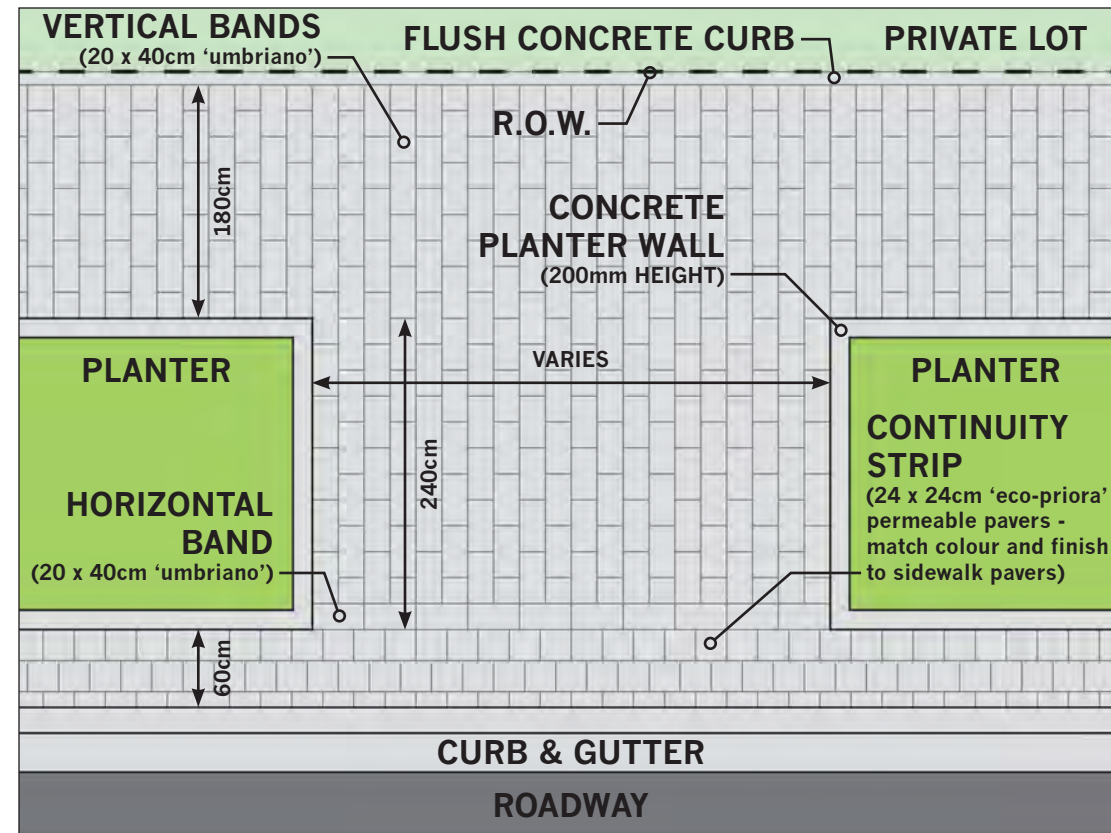 VERTICAL BANDS
(20 x 40cm ‘umbriano’)
FLUSH CONCRETE CURB
PRIVATE LOT
R.O.W.
180cm
CONCRETE
PLANTER WALL
(200mm HEIGHT)
VARIES
PLANTER
PLANTER
240cm
CONTINUITY
STRIP
(24 x 24cm ‘eco-priora’
permeable pavers -
match colour and finish
to sidewalk pavers)
HORIZONTAL
BAND
(20 x 40cm ‘umbriano’)
60cm
CURB & GUTTER
ROADWAY